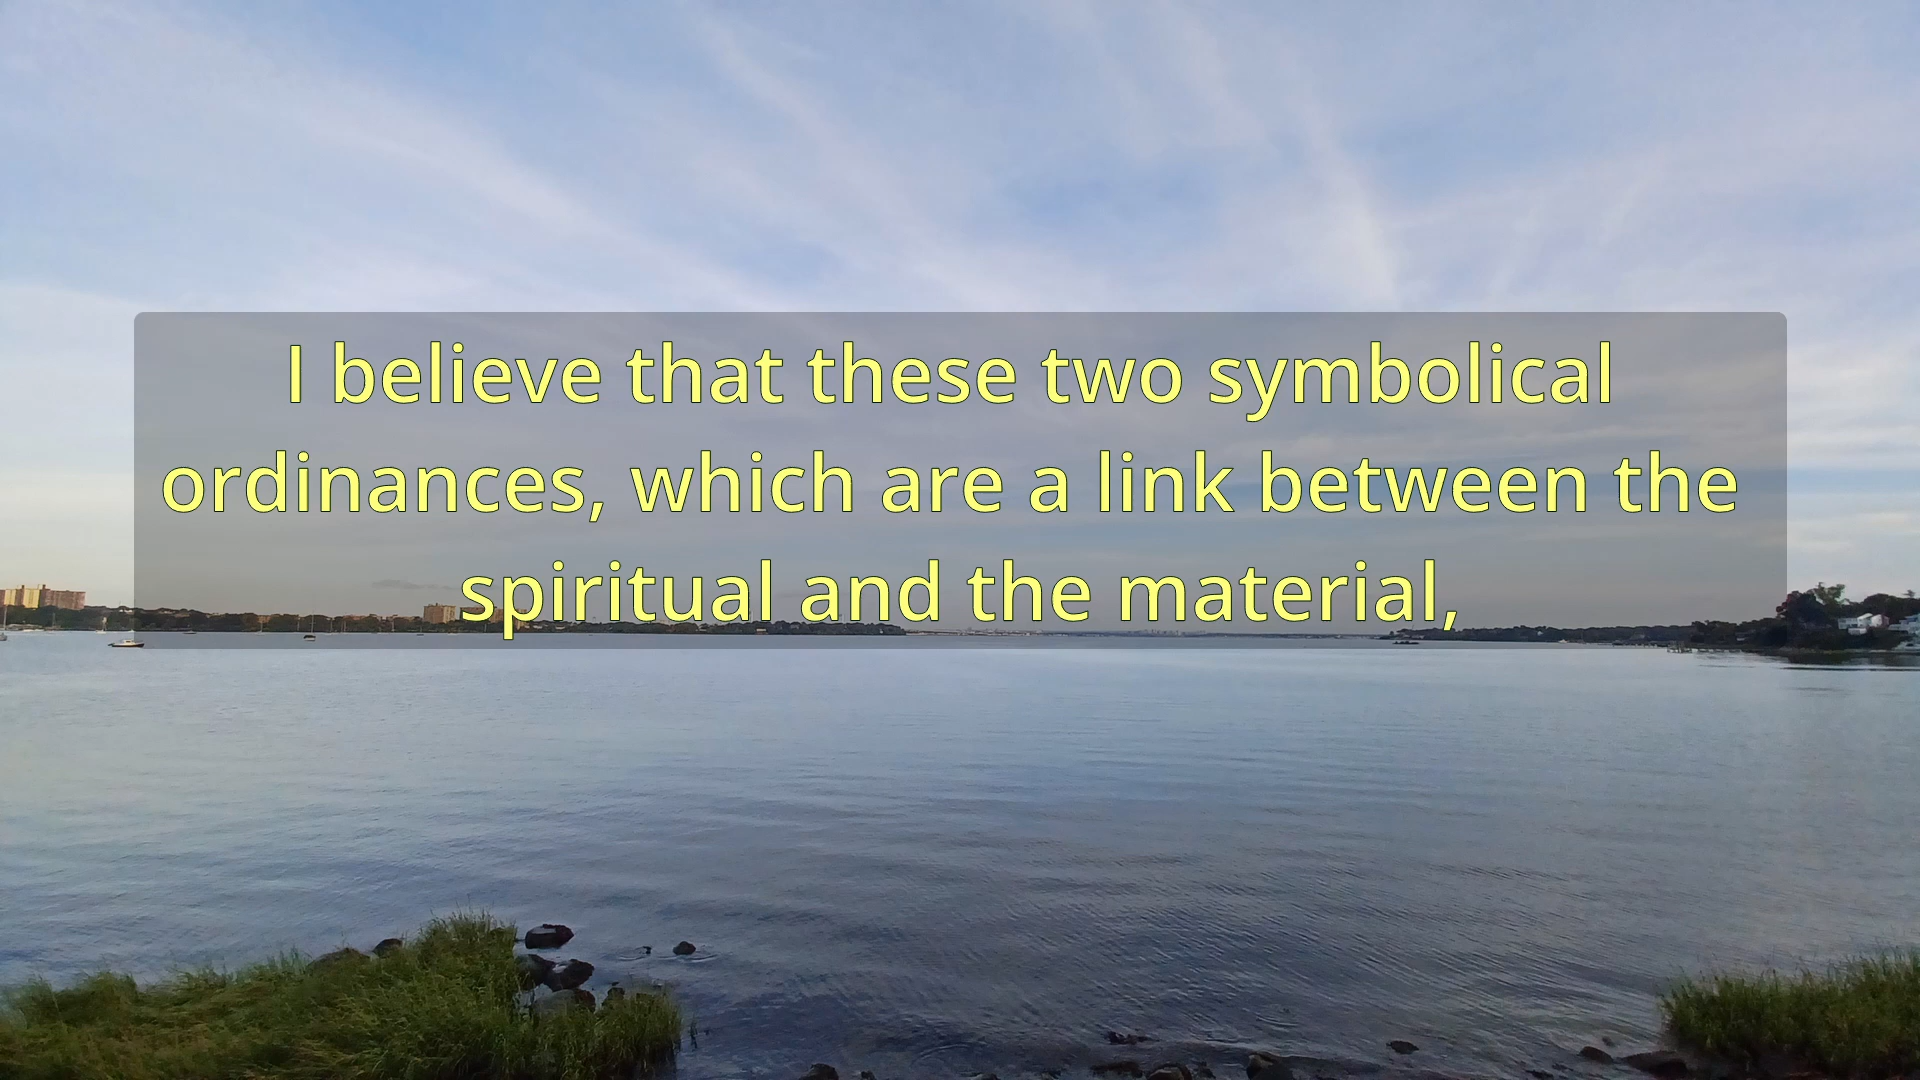 I believe that these two symbolical
ordinances, which are a link between the
spiritual and the material,